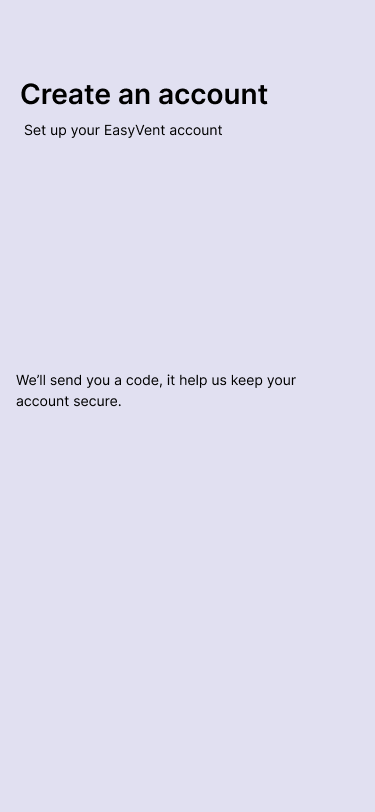 Create an account
Set up your EasyVent account
We’ll send you a code, it help us keep your
account secure.